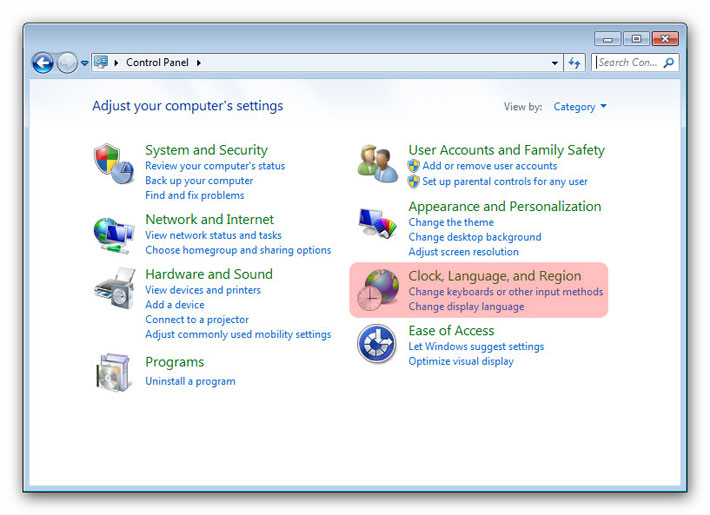 Control Panel
Search Con...
Adjust your computer's settings
View by: Category
System and Security
Review your computer's status
Back up your computer
Find and fix problems
Network and Internet
View network status and tasks
Choose homegroup and sharing options
Hardware and Sound
View devices and printers
Add a device
Connect to a projector
Adjust commonly used mobility settings
Programs
Uninstall a program
User Accounts and Family Safety
Add or remove user accounts
Set up parental controls for any user
Appearance and Personalization
Change the theme
Change desktop background
Adjust screen resolution
Clock, Language, and Region
Change keyboards or other input methods
Change display language
Ease of Access
Let Windows suggest settings
Optimize visual display